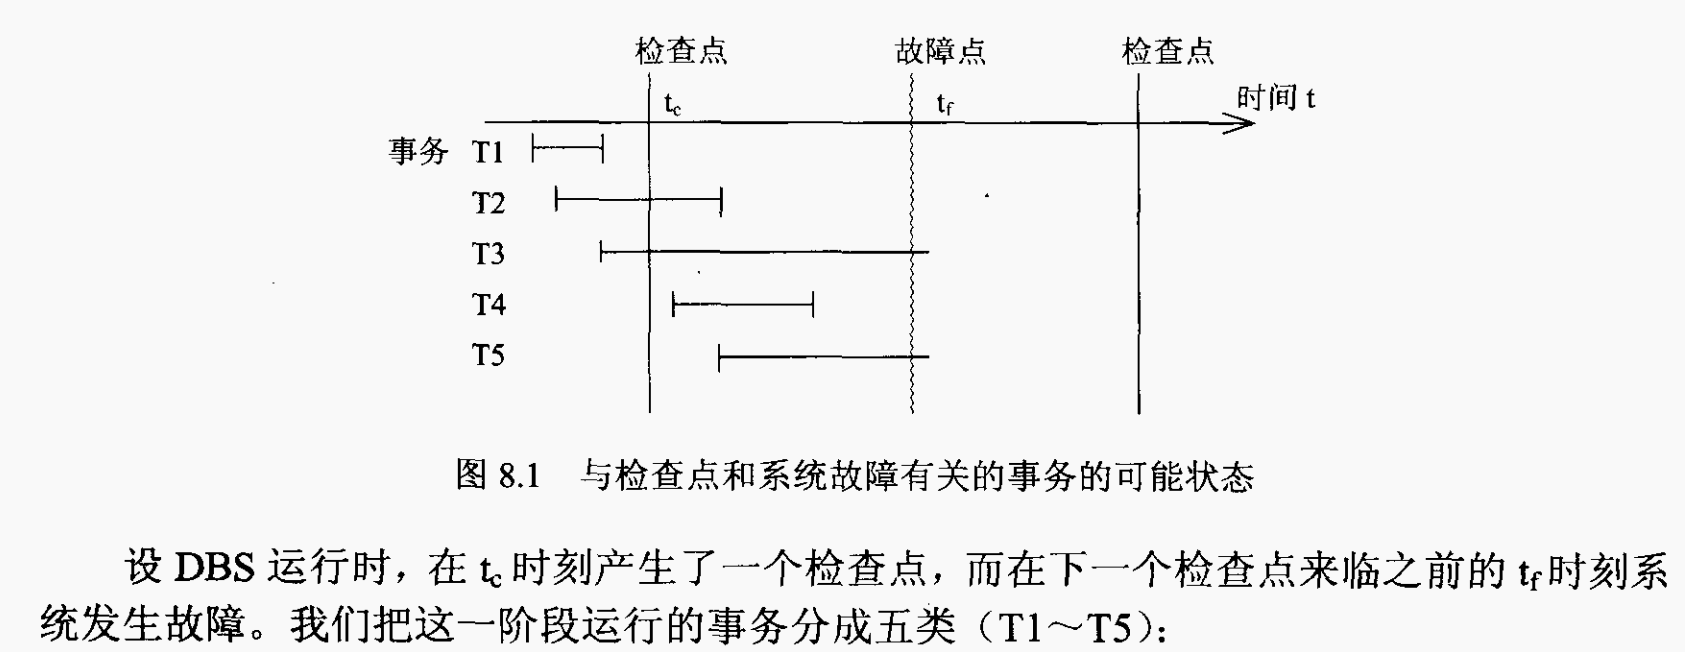 检查点 故障点 检查点
tc tf 时间 t
事务 T1
T2
T3
T4
T5
图 8.1 与检查点和系统故障有关的事务的可能状态
设 DBS 运行时，在 tc 时刻产生了一个检查点，而在下一个检查点来临之前的 tf 时刻系
统发生故障。我们把这一阶段运行的事务分成五类（T1～T5）：